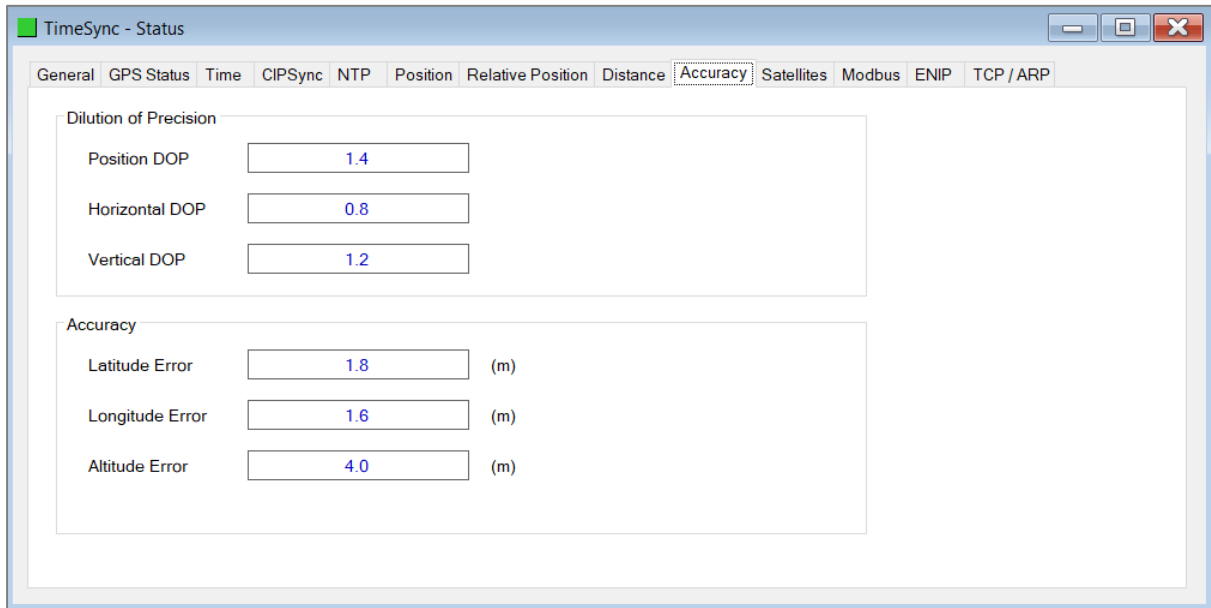 TimeSync - Status
General GPS Status Time CIPSync NTP Position Relative Position Distance Accuracy Satellites Modbus ENIP TCP / ARP
Dilution of Precision
Position DOP 1.4
Horizontal DOP 0.8
Vertical DOP 1.2
Accuracy
Latitude Error 1.8 (m)
Longitude Error 1.6 (m)
Altitude Error 4.0 (m)